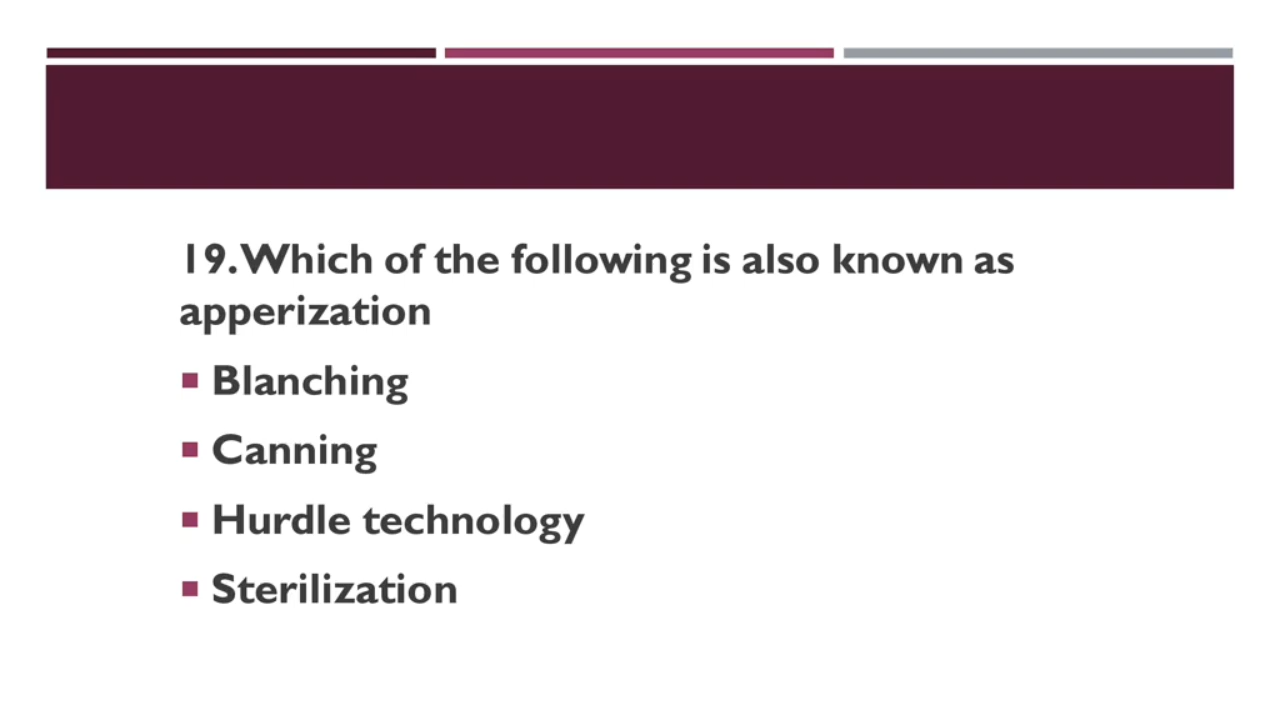 19. Which of the following is also known as
apperization
Blanching
Canning
Hurdle technology
Sterilization